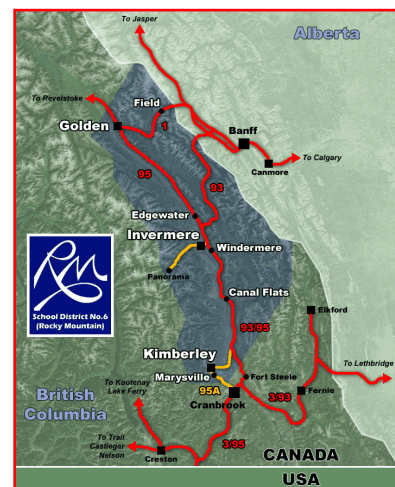 To Jasper
Alberta
To Revelstoke
Field
Golden
1
Banff
To Calgary
Canmore
95
93
Edgewater
Invermere
Windermere
Panorama
RM
School District No.6
(Rocky Mountain)
Canal Flats
Elkford
93/95
Kimberley
To Lethbridge
Marysville
Fort Steele
British
Columbia
To Kootenay
Lake Ferry
95A
Fernie
Cranbrook
3/93
To Trail
Castlegar
Nelson
3/95
Creston
CANADA
USA